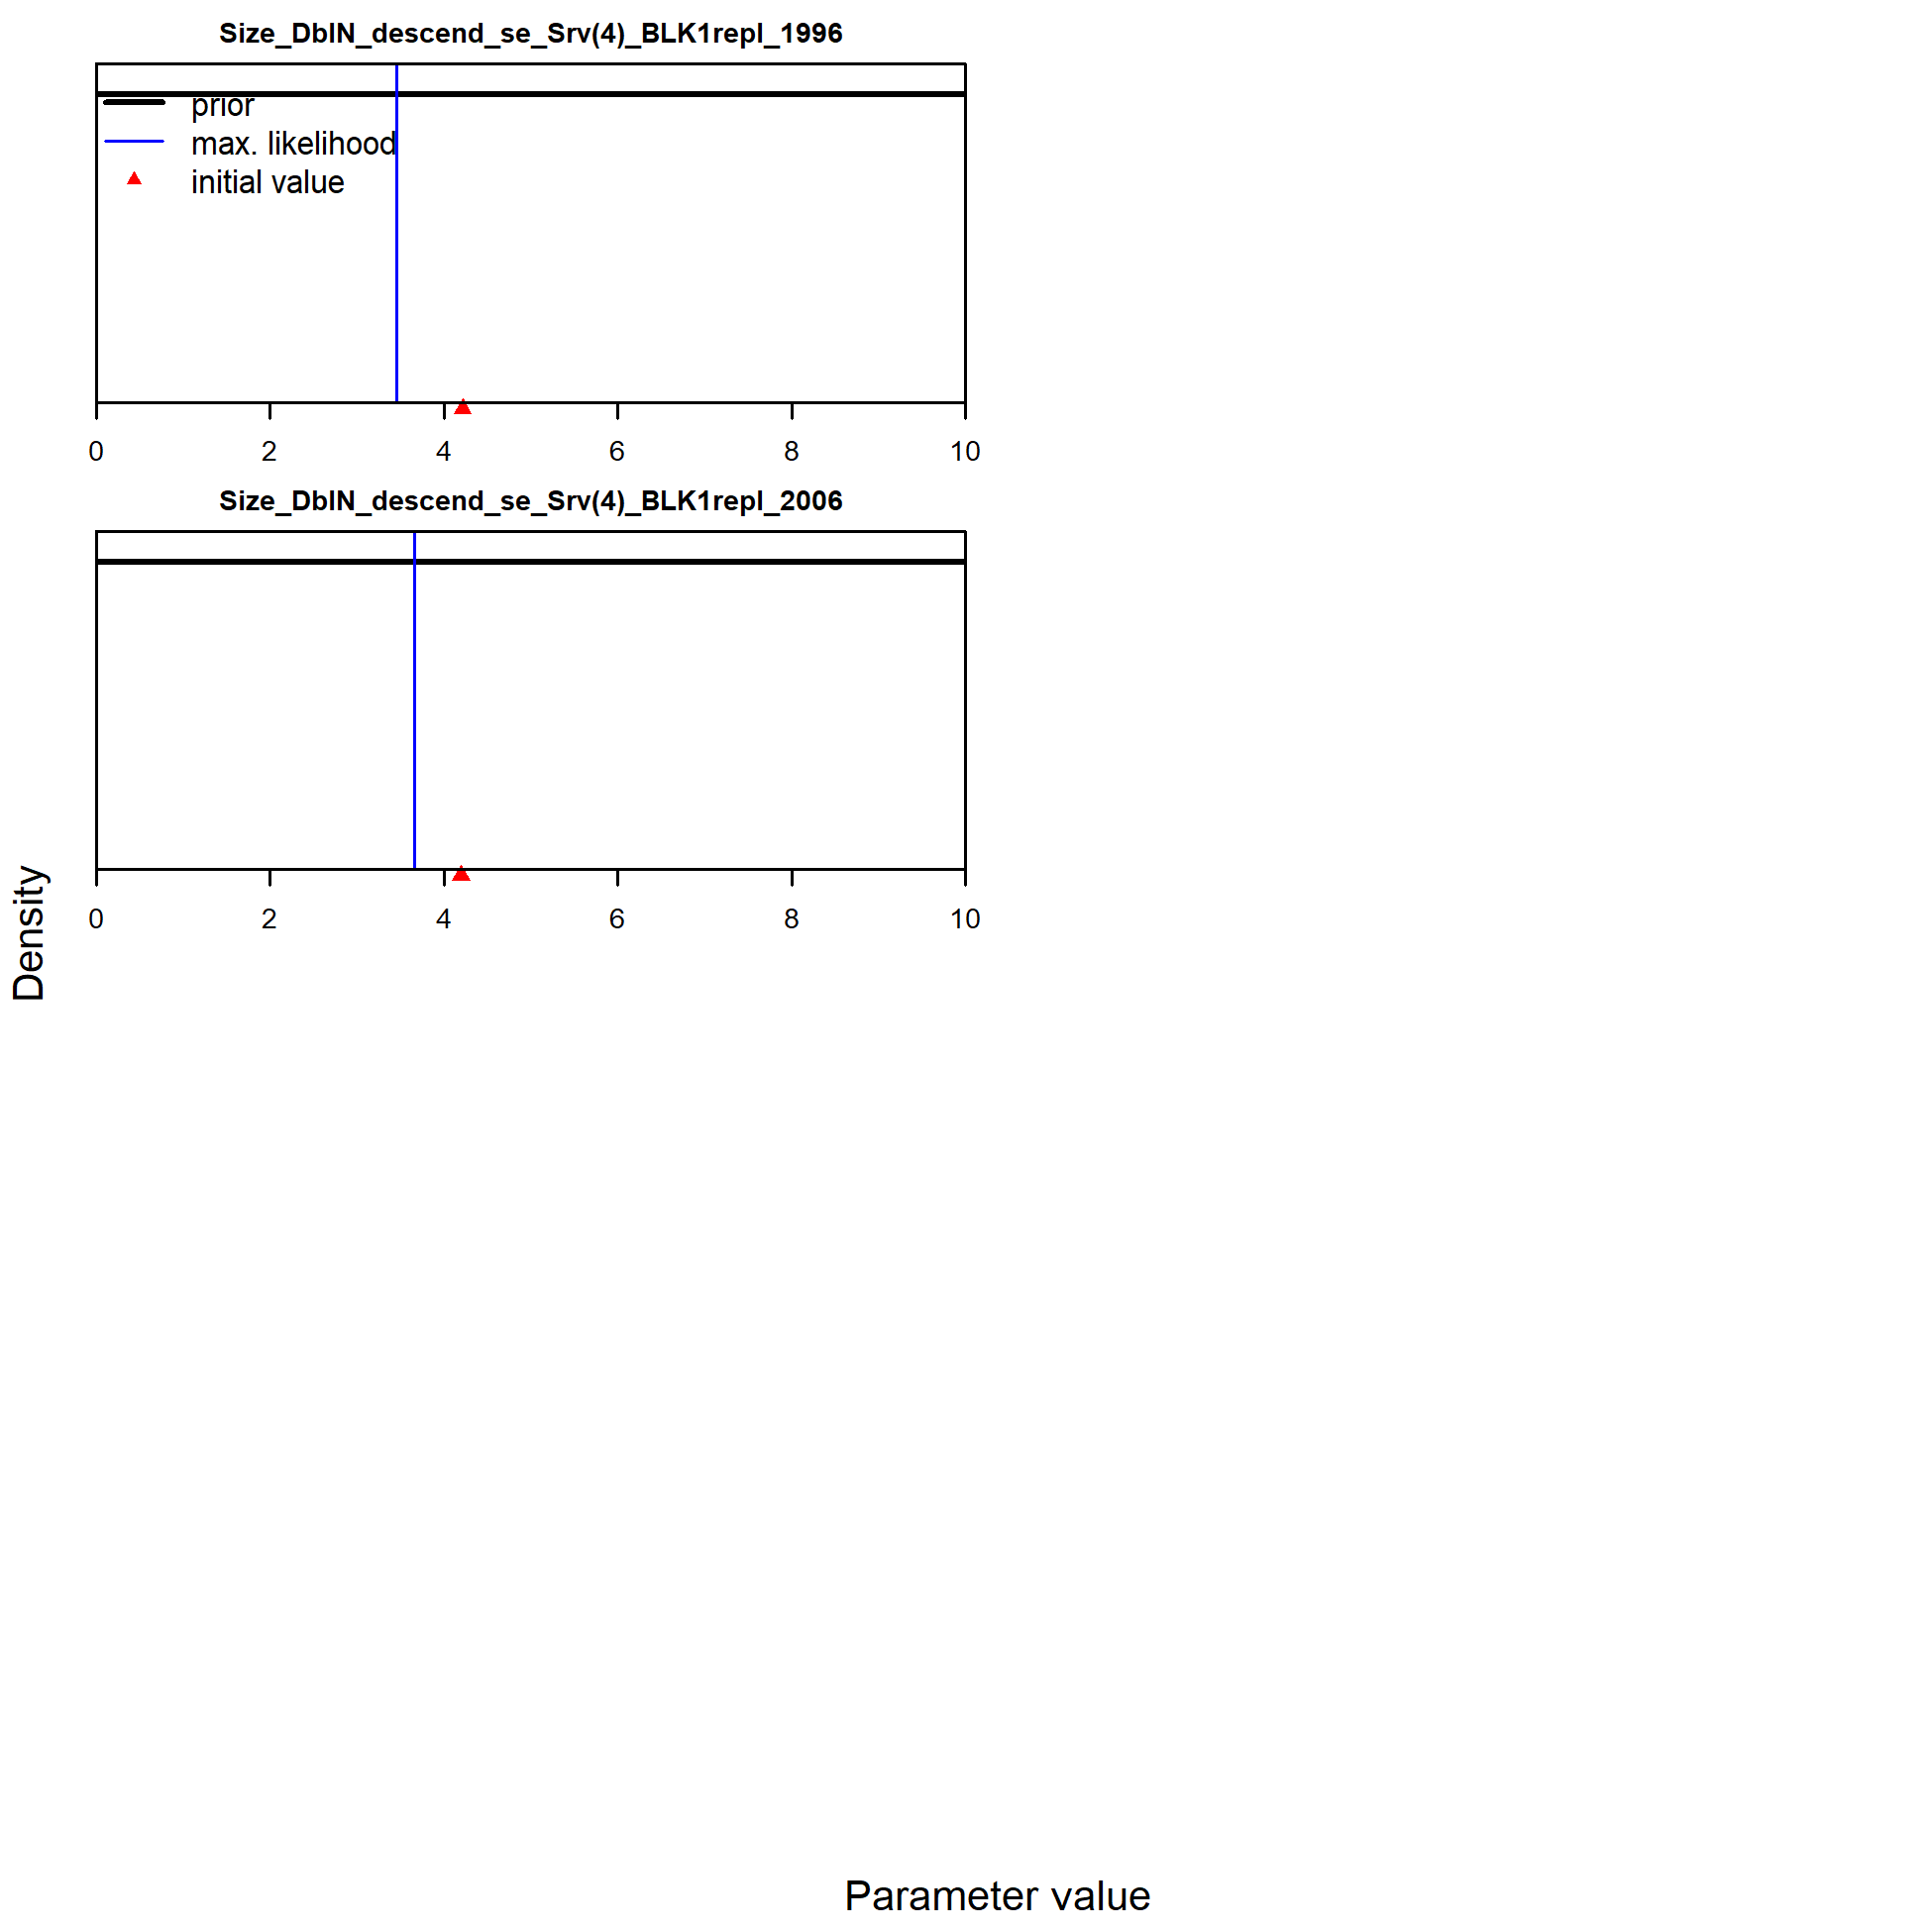 Size_DblN_descend_se_Srv(4)_BLK1repl_1996
prior
max. likelihood
initial value
0 2 4 6 8 10
Size_DblN_descend_se_Srv(4)_BLK1repl_2006
0 2 4 6 8 10
Density
Parameter value